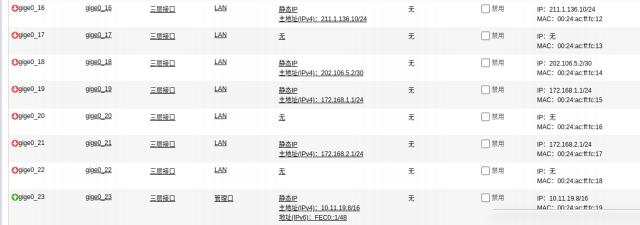 gige0_16 gige0_16 三层接口 LAN 静态IP 无 禁用 IP：211.1.136.10/24
主地址(IPv4)：211.1.136.10/24 MAC：00:24:ac:ff:fc:12
gige0_17 gige0_17 三层接口 LAN 无 无 禁用 IP：无
MAC：00:24:ac:ff:fc:13
gige0_18 gige0_18 三层接口 LAN 静态IP 无 禁用 IP：202.106.5.2/30
主地址(IPv4)：202.106.5.2/30 MAC：00:24:ac:ff:fc:14
gige0_19 gige0_19 三层接口 LAN 静态IP 无 禁用 IP：172.168.1.1/24
主地址(IPv4)：172.168.1.1/24 MAC：00:24:ac:ff:fc:15
gige0_20 gige0_20 三层接口 LAN 无 无 禁用 IP：无
MAC：00:24:ac:ff:fc:16
gige0_21 gige0_21 三层接口 LAN 静态IP 无 禁用 IP：172.168.2.1/24
主地址(IPv4)：172.168.2.1/24 MAC：00:24:ac:ff:fc:17
gige0_22 gige0_22 三层接口 LAN 无 无 禁用 IP：无
MAC：00:24:ac:ff:fc:18
gige0_23 gige0_23 三层接口 管理口 静态IP 无 禁用 IP：10.11.19.8/16
主地址(IPv4)：10.11.19.8/16 MAC：00:24:ac:ff:fc:19
地址(IPv6)：FEC0::1/48